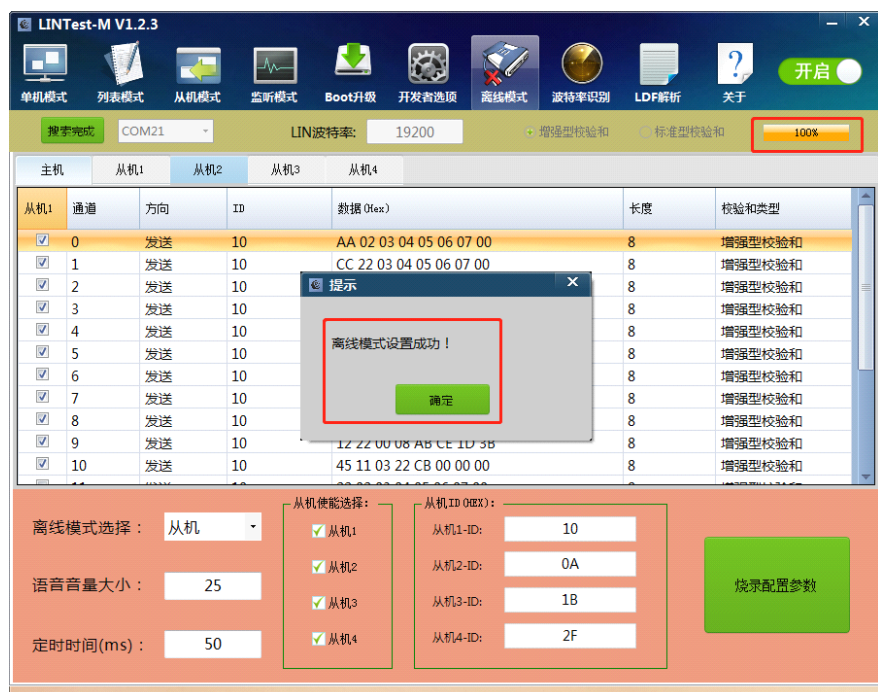 LINTest-M V1.2.3
单机模式 列表模式 从机模式 监听模式 Boot升级 开发者选项 离线模式 波特率识别 LDF解析 关于 开启
搜索完成 COM21 LIN波特率: 19200 增强型校验和 标准型校验和 100%
主机 从机1 从机2 从机3 从机4
从机1 通道 方向 ID 数据(Hex) 长度 校验和类型
0 发送 10 AA 02 03 04 05 06 07 00 8 增强型校验和
1 发送 10 CC 22 03 04 05 06 07 00 8 增强型校验和
2 发送 10 8 增强型校验和
3 发送 10 8 增强型校验和
4 发送 10 8 增强型校验和
5 发送 10 8 增强型校验和
6 发送 10 8 增强型校验和
7 发送 10 8 增强型校验和
8 发送 10 8 增强型校验和
9 发送 10 12 22 00 08 AB CE 1D 3B 8 增强型校验和
10 发送 10 45 11 03 22 CB 00 00 00 8 增强型校验和
提示
离线模式设置成功！
确定
离线模式选择： 从机
语音音量大小： 25
定时时间(ms)： 50
从机使能选择：
从机1
从机2
从机3
从机4
从机ID(HEX)：
从机1-ID: 10
从机2-ID: 0A
从机3-ID: 1B
从机4-ID: 2F
烧录配置参数